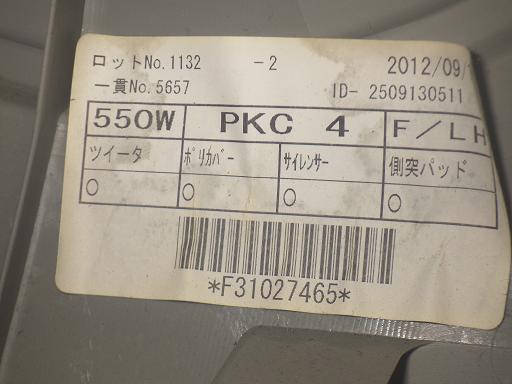 ロットNo.1132 -2 2012/09/
一貫No.5657 ID- 2509130511
550W PKC 4 F/LH
ツイータ ポリカバー サイレンサー 側突パッド
○ ○ ○ ○
*F31027465*